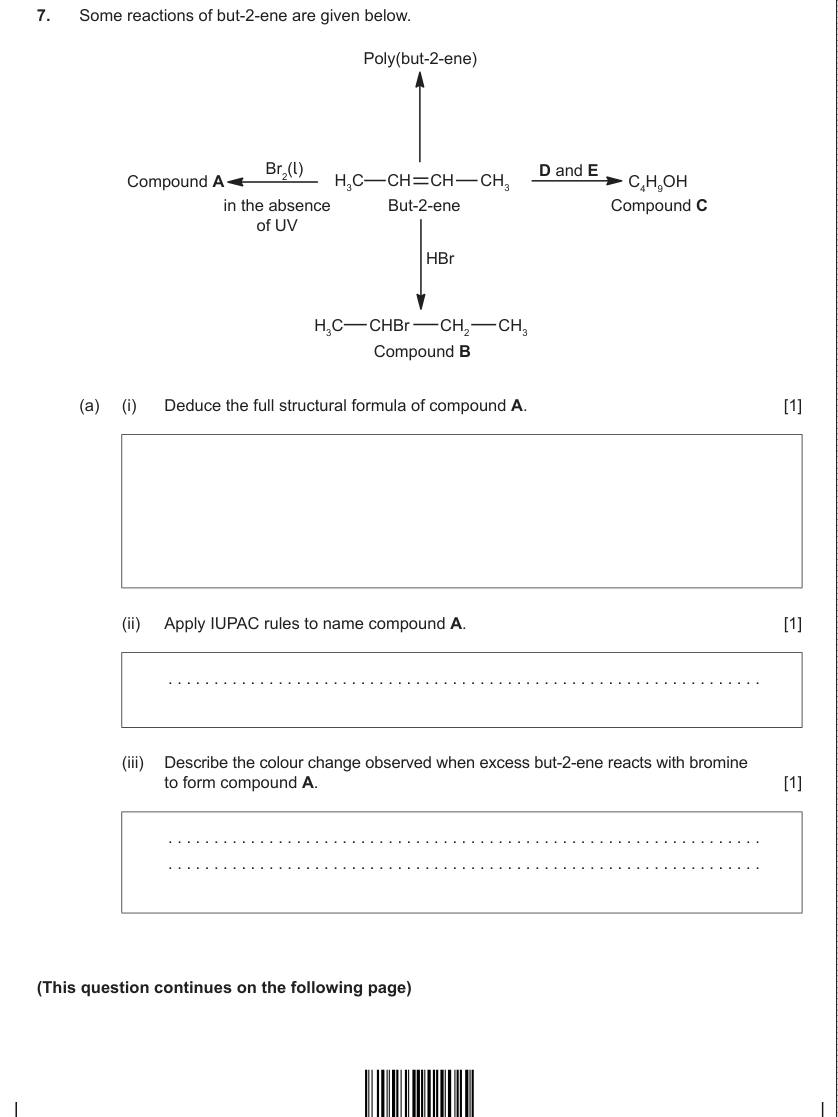 7. Some reactions of but-2-ene are given below.
Poly(but-2-ene)
Compound A
Br₂(l)
in the absence
of UV
H₃C—CH=CH—CH₃
But-2-ene
D and E
C₄H₉OH
Compound C
HBr
H₃C—CHBr—CH₂—CH₃
Compound B
(a) (i) Deduce the full structural formula of compound A. [1]
(ii) Apply IUPAC rules to name compound A. [1]
(iii) Describe the colour change observed when excess but-2-ene reacts with bromine
to form compound A. [1]
(This question continues on the following page)